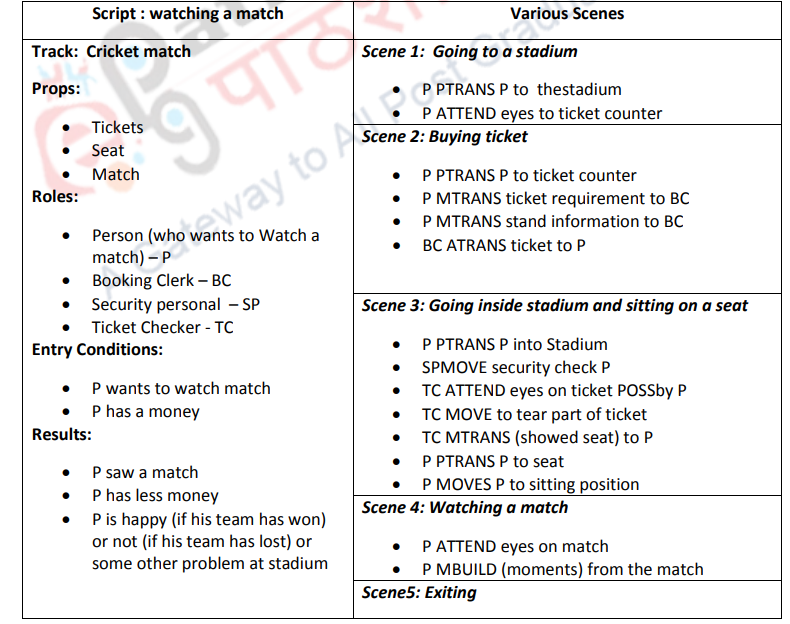 Script : watching a match
Track: Cricket match
Props:
• Tickets
• Seat
• Match
Roles:
• Person (who wants to Watch a
match) – P
• Booking Clerk – BC
• Security personal – SP
• Ticket Checker - TC
Entry Conditions:
• P wants to watch match
• P has a money
Results:
• P saw a match
• P has less money
• P is happy (if his team has won)
or not (if his team has lost) or
some other problem at stadium
Various Scenes
Scene 1: Going to a stadium
• P PTRANS P to thestadium
• P ATTEND eyes to ticket counter
Scene 2: Buying ticket
• P PTRANS P to ticket counter
• P MTRANS ticket requirement to BC
• P MTRANS stand information to BC
• BC ATRANS ticket to P
Scene 3: Going inside stadium and sitting on a seat
• P PTRANS P into Stadium
• SPMOVE security check P
• TC ATTEND eyes on ticket POSSby P
• TC MOVE to tear part of ticket
• TC MTRANS (showed seat) to P
• P PTRANS P to seat
• P MOVES P to sitting position
Scene 4: Watching a match
• P ATTEND eyes on match
• P MBUILD (moments) from the match
Scene5: Exiting
A Gateway to All Post